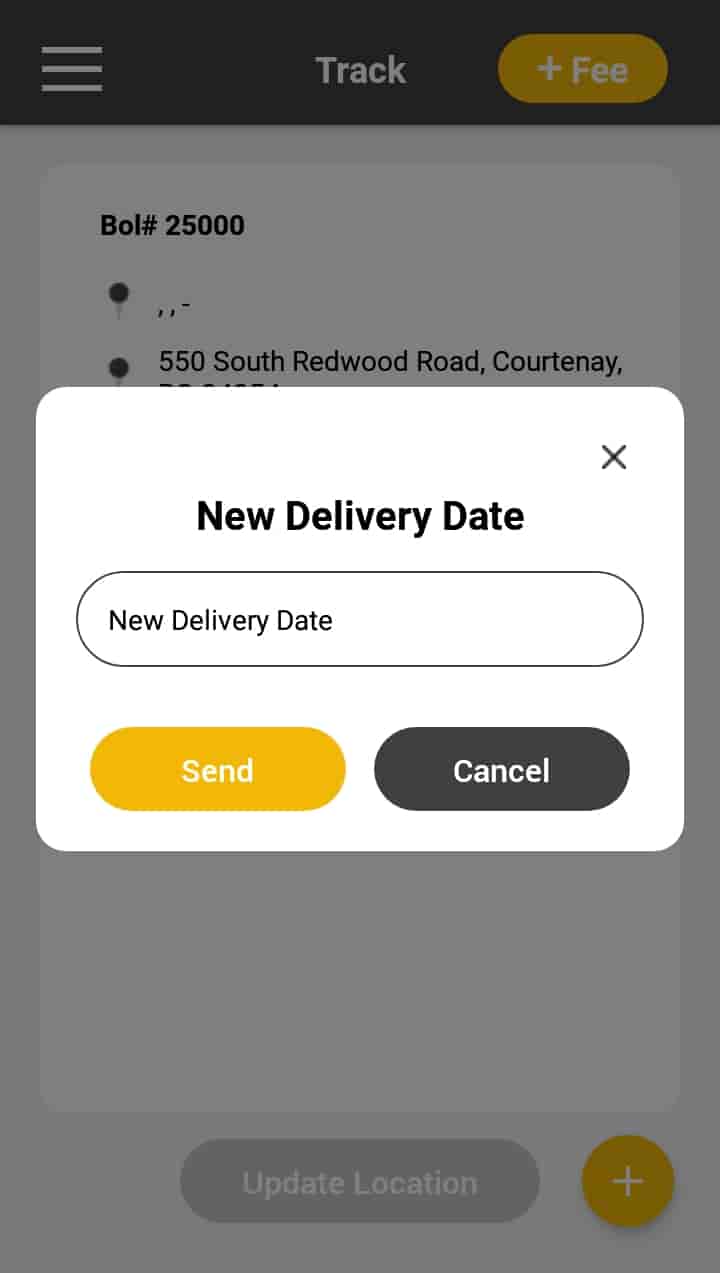 Track
+ Fee
Bol# 25000
, , -
550 South Redwood Road, Courtenay,
New Delivery Date
New Delivery Date
Send
Cancel
Update Location
+